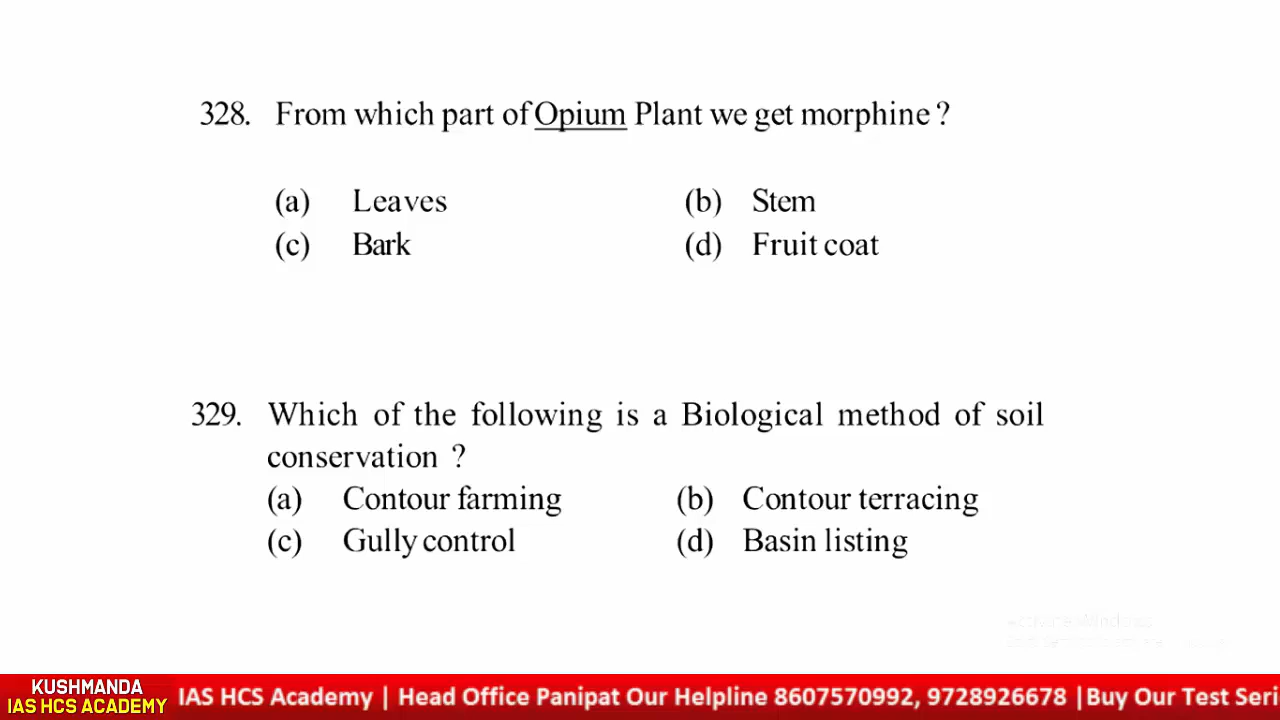 328. From which part of Opium Plant we get morphine ?
(a) Leaves (b) Stem
(c) Bark (d) Fruit coat
329. Which of the following is a Biological method of soil
conservation ?
(a) Contour farming (b) Contour terracing
(c) Gully control (d) Basin listing
KUSHMANDA
IAS HCS ACADEMY
IAS HCS Academy | Head Office Panipat Our Helpline 8607570992, 9728926678 |Buy Our Test Seri